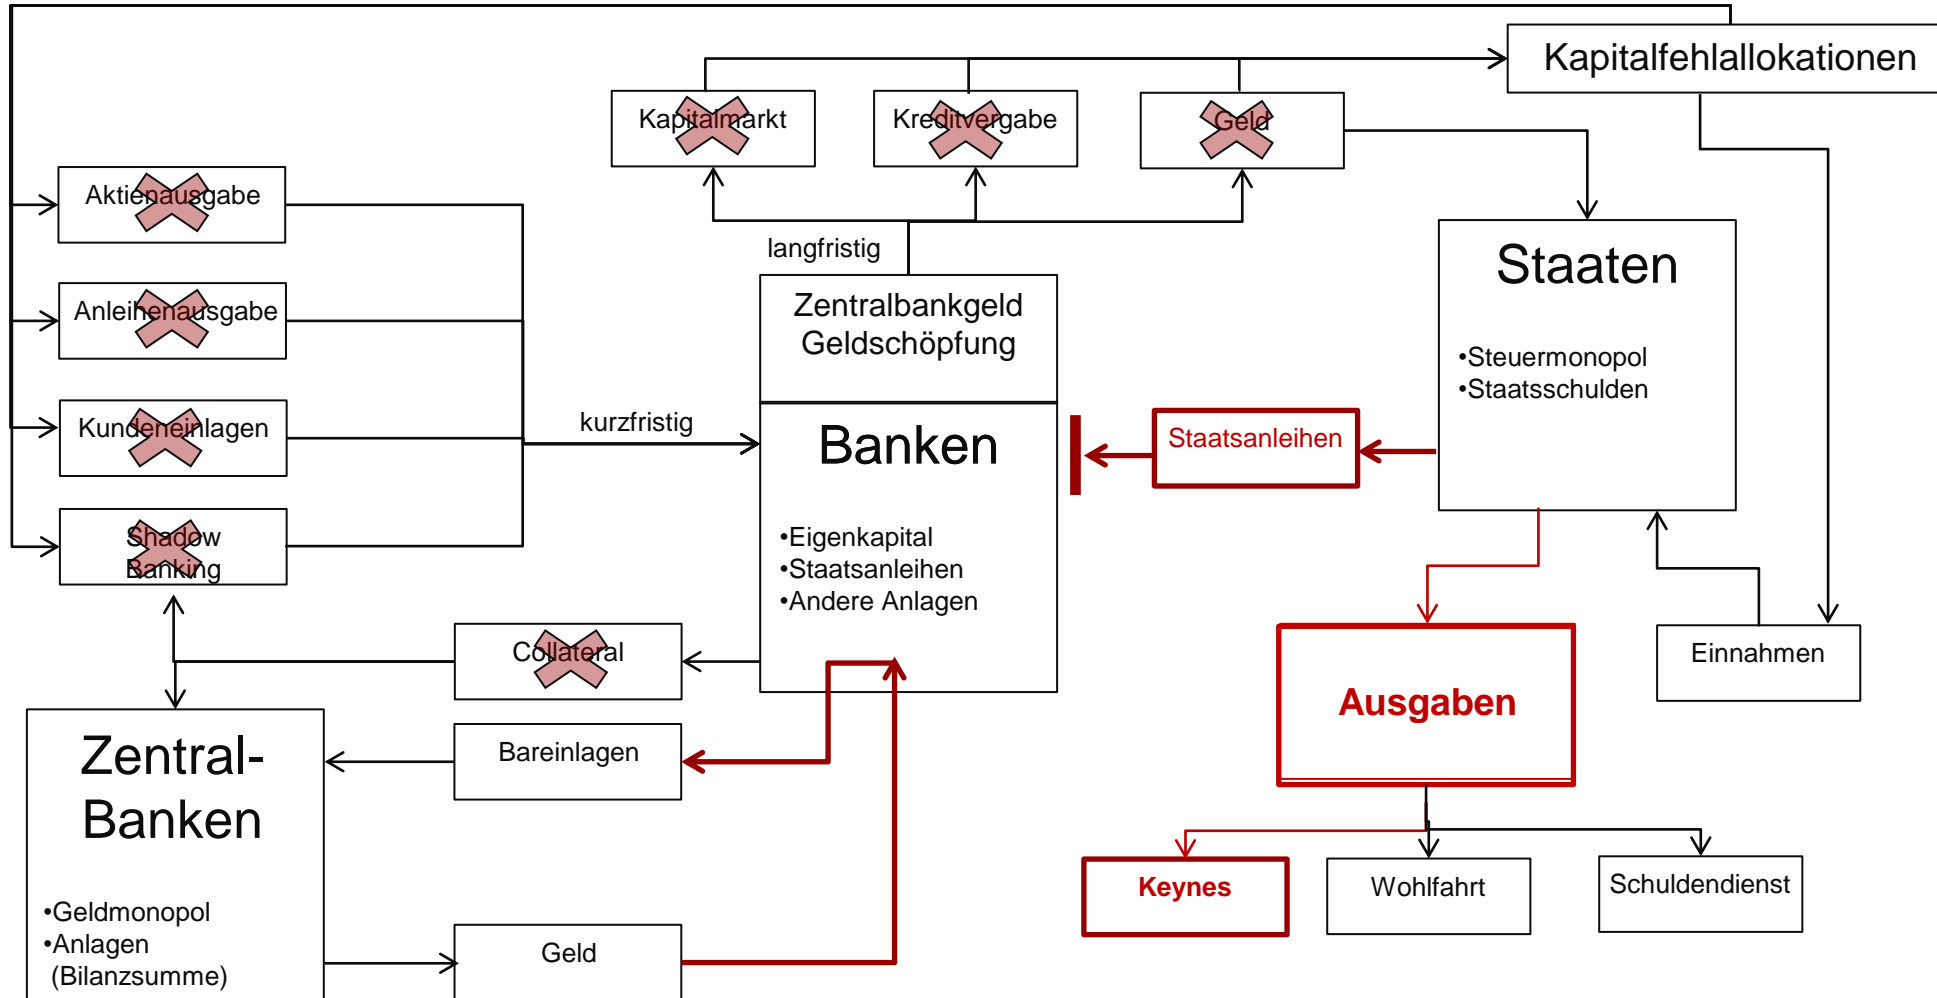 Kapitalfehlallokationen
Kapitalmarkt
Kreditvergabe
Geld
Aktienausgabe
Anleihenausgabe
Kundeneinlagen
Shadow
Banking
langfristig
kurzfristig
Zentralbankgeld
Geldschöpfung
Banken
•Eigenkapital
•Staatsanleihen
•Andere Anlagen
Staatsanleihen
Staaten
•Steuermonopol
•Staatsschulden
Collateral
Bareinlagen
Geld
Zentral-
Banken
•Geldmonopol
•Anlagen
(Bilanzsumme)
Ausgaben
Einnahmen
Keynes
Wohlfahrt
Schuldendienst